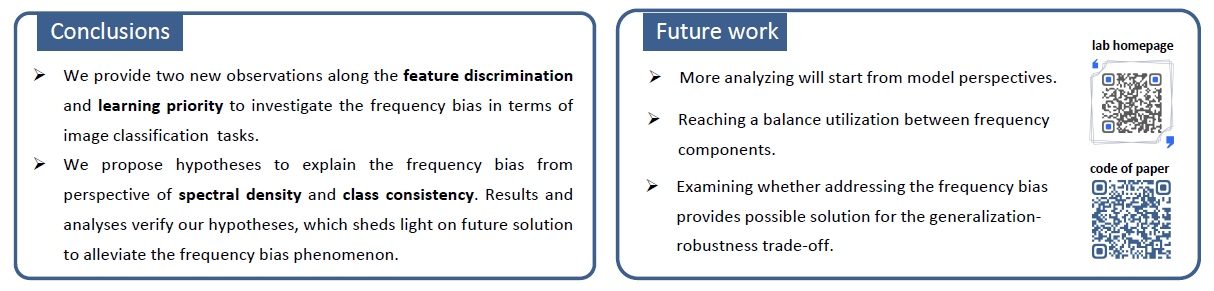 Conclusions
➢ We provide two new observations along the feature discrimination
and learning priority to investigate the frequency bias in terms of
image classification tasks.
➢ We propose hypotheses to explain the frequency bias from
perspective of spectral density and class consistency. Results and
analyses verify our hypotheses, which sheds light on future solution
to alleviate the frequency bias phenomenon.
Future work
➢ More analyzing will start from model perspectives.
➢ Reaching a balance utilization between frequency
components.
➢ Examining whether addressing the frequency bias
provides possible solution for the generalization-
robustness trade-off.
lab homepage
code of paper